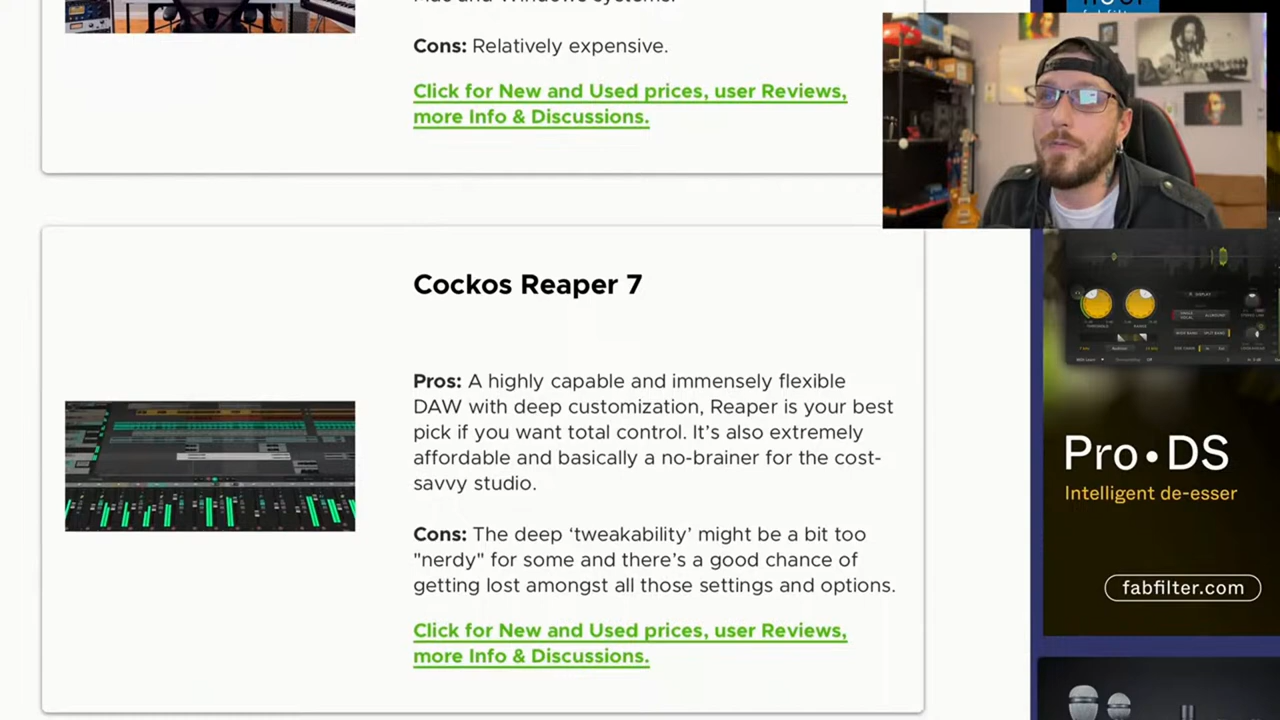 Mac and Windows systems.
Cons: Relatively expensive.
Click for New and Used prices, user Reviews,
more Info & Discussions.
Cockos Reaper 7
Pros: A highly capable and immensely flexible
DAW with deep customization, Reaper is your best
pick if you want total control. It’s also extremely
affordable and basically a no-brainer for the cost-
savvy studio.
Cons: The deep ‘tweakability’ might be a bit too
"nerdy" for some and there’s a good chance of
getting lost amongst all those settings and options.
Click for New and Used prices, user Reviews,
more Info & Discussions.
Pro•DS
Intelligent de-esser
fabfilter.com